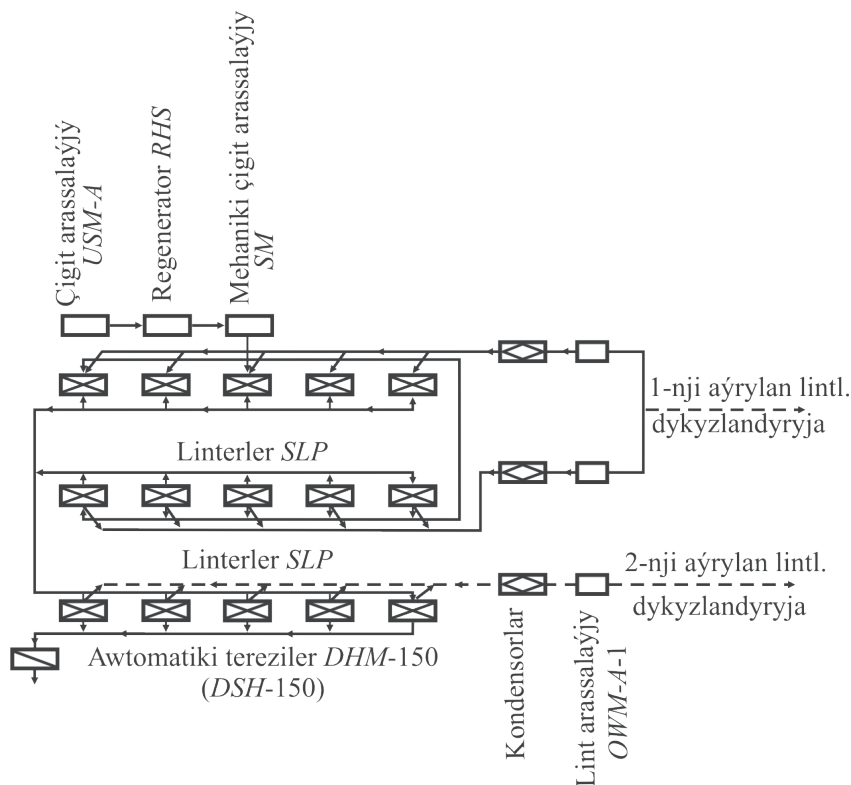 Çigit arassalaýjý
USM-A
Regenerator RHS
Mehaniki çigit arassalaýjy
SM
1-nji aýrylan lintl.
dykyzlandyryja
Linterler SLP
Linterler SLP
2-nji aýrylan lintl.
dykyzlandyryja
Awtomatiki tereziler DHM-150
(DSH-150)
Kondensorlar
Lint arassalaýjy
OWM-A-1